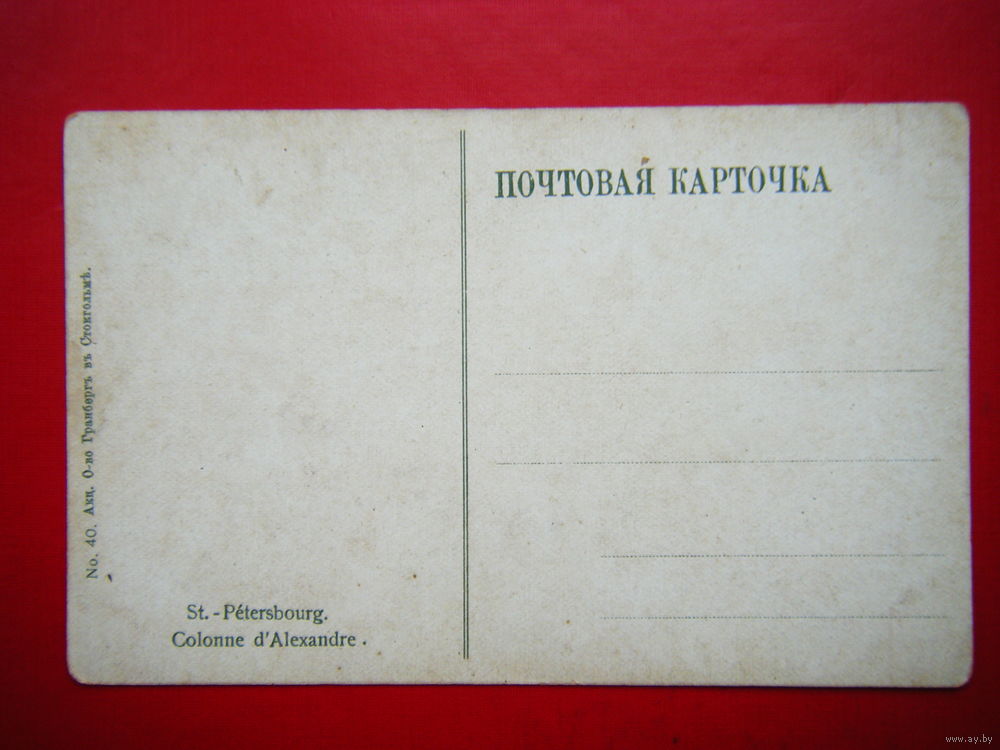 ПОЧТОВАЯ КАРТОЧКА
No. 40. Акц. О-во Гранбергъ въ Стокгольмѣ.
St.-Pétersbourg.
Colonne d'Alexandre.
www.ay.by